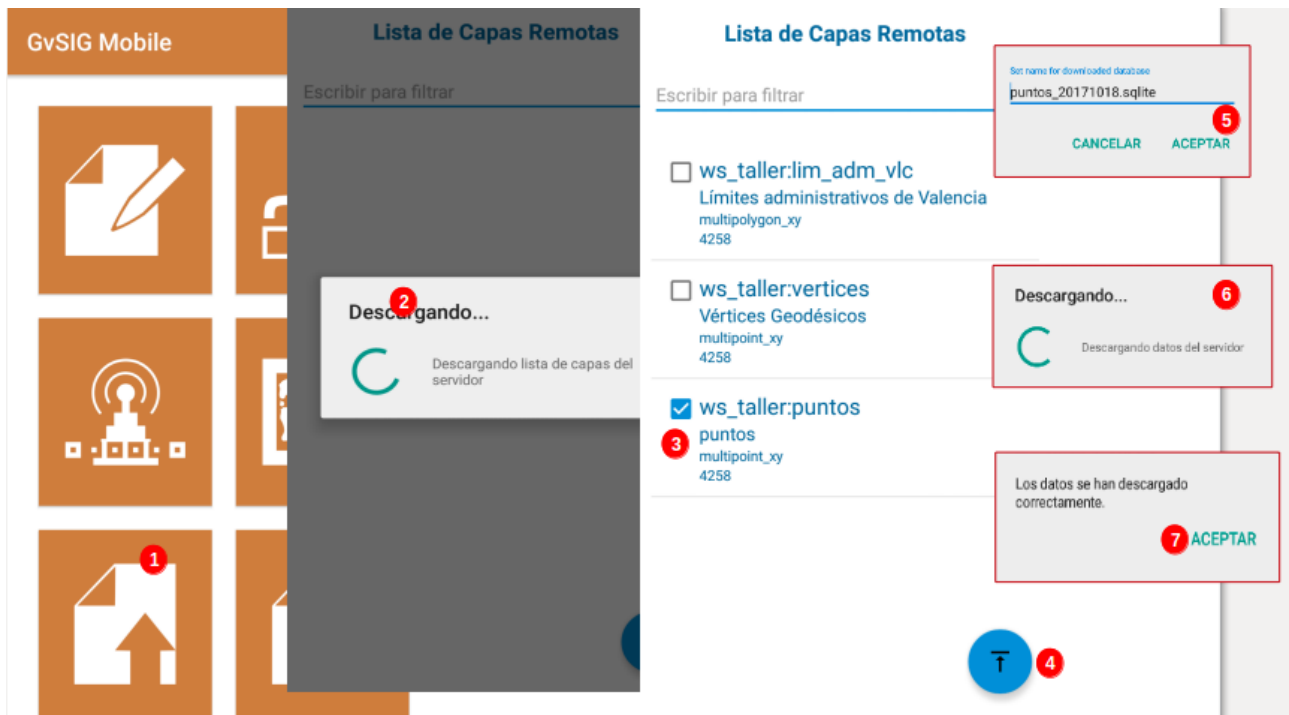 GvSIG Mobile
1
Lista de Capas Remotas
Escribir para filtrar
2
Descargando...
Descargando lista de capas del
servidor
Lista de Capas Remotas
Escribir para filtrar
ws_taller:lim_adm_vlc
Límites administrativos de Valencia
multipolygon_xy
4258
ws_taller:vertices
Vértices Geodésicos
multipoint_xy
4258
ws_taller:puntos
3
puntos
multipoint_xy
4258
4
Set name for downloaded database
puntos_20171018.sqlite
5
CANCELAR ACEPTAR
Descargando...
6
Descargando datos del servidor
Los datos se han descargado
correctamente.
7 ACEPTAR